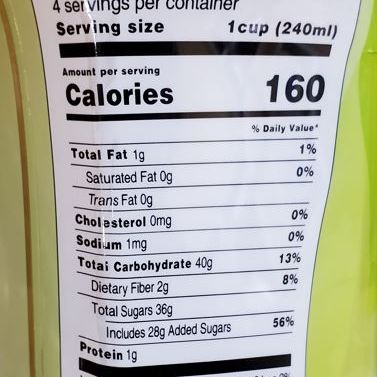 4 servings per container
Serving size 1cup (240ml)
Amount per serving
Calories 160
% Daily Value*
Total Fat 1g 1%
Saturated Fat 0g 0%
Trans Fat 0g
Cholesterol 0mg 0%
Sodium 1mg 0%
Total Carbohydrate 40g 13%
Dietary Fiber 2g 8%
Total Sugars 36g
Includes 28g Added Sugars 56%
Protein 1g